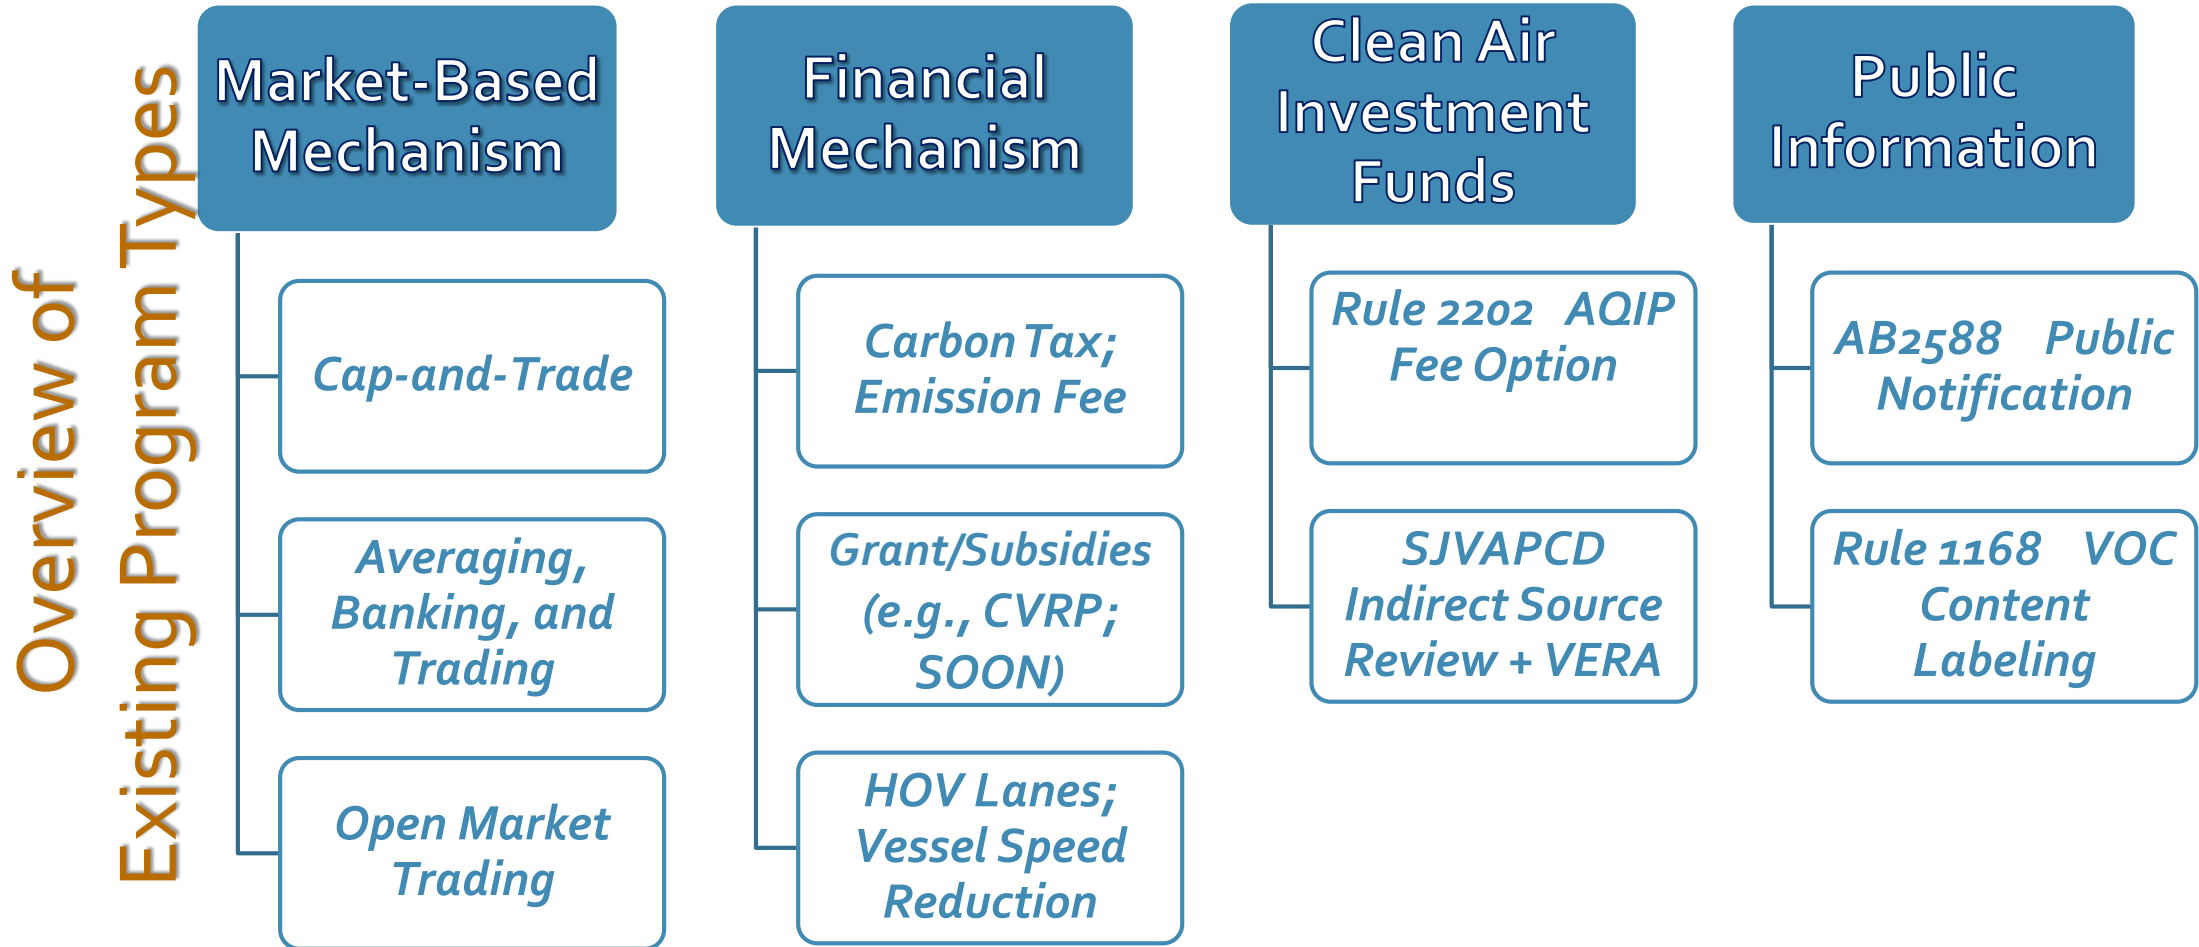 Overview of
Existing Program Types
Market-Based
Mechanism
Cap-and-Trade
Averaging,
Banking, and
Trading
Open Market
Trading
Financial
Mechanism
Carbon Tax;
Emission Fee
Grant/Subsidies
(e.g., CVRP;
SOON)
HOV Lanes;
Vessel Speed
Reduction
Clean Air
Investment
Funds
Rule 2202 AQIP
Fee Option
SJVAPCD
Indirect Source
Review + VERA
Public
Information
AB2588 Public
Notification
Rule 1168 VOC
Content
Labeling